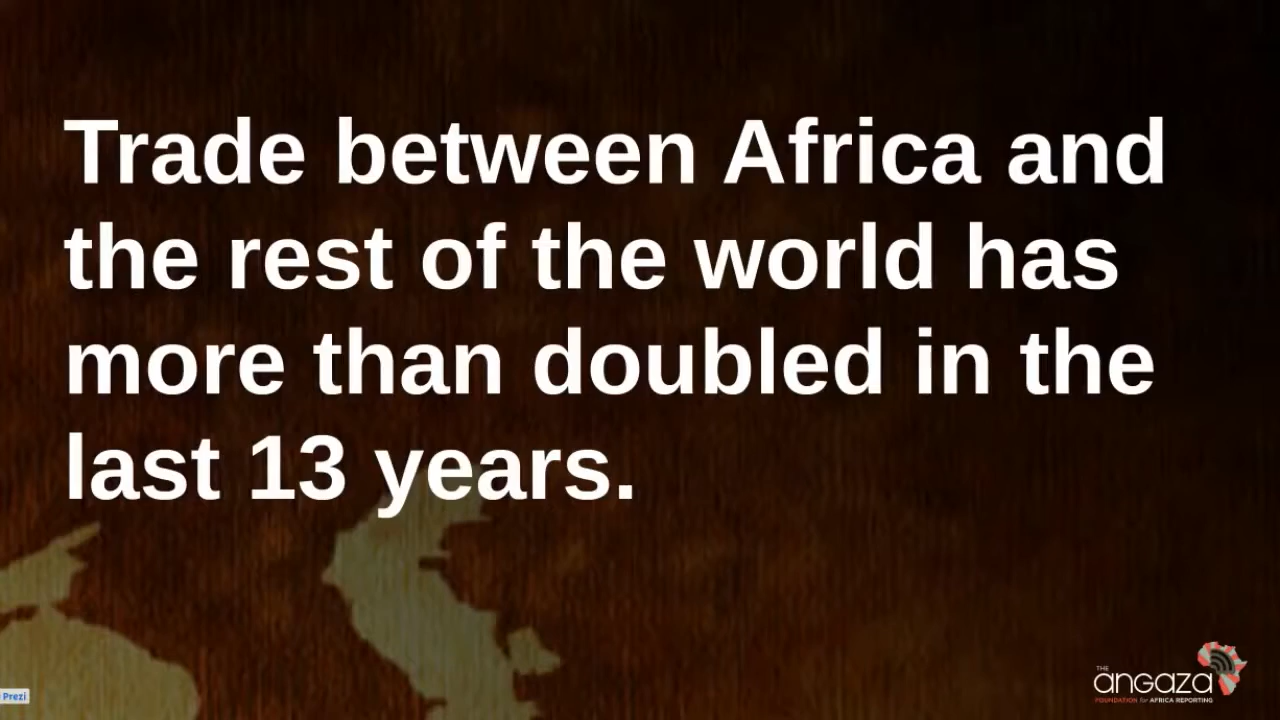 Trade between Africa and
the rest of the world has
more than doubled in the
last 13 years.
Prezi
THE
angaza
FOUNDATION for AFRICA REPORTING